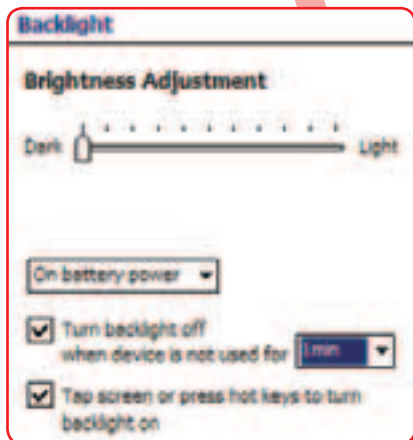 Backlight
Brightness Adjustment
Dark Light
On battery power
Turn backlight off
when device is not used for 1 min
Tap screen or press hot keys to turn
backlight on